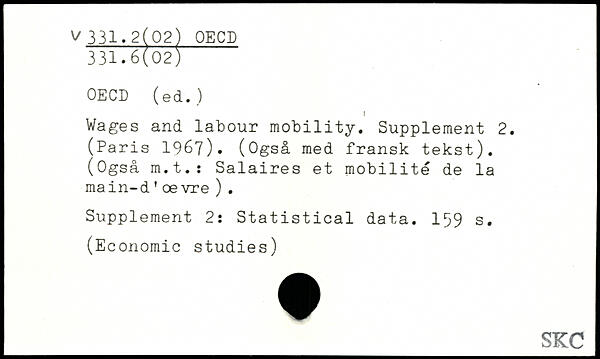 V 331.2(02) OECD
331.6(02)
OECD (ed.)
Wages and labour mobility. Supplement 2.
(Paris 1967). (Også med fransk tekst).
(Også m.t.: Salaires et mobilité de la
main-d'œvre).
Supplement 2: Statistical data. 159 s.
(Economic studies)
SKC